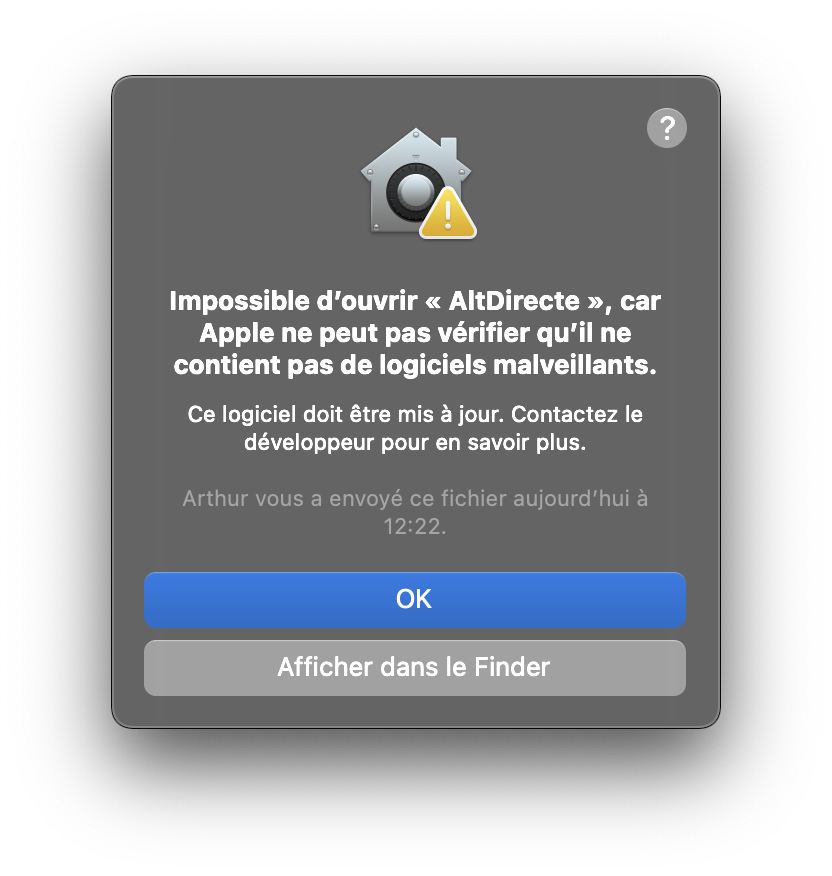 ?
Impossible d’ouvrir « AltDirecte », car
Apple ne peut pas vérifier qu’il ne
contient pas de logiciels malveillants.
Ce logiciel doit être mis à jour. Contactez le
développeur pour en savoir plus.
Arthur vous a envoyé ce fichier aujourd’hui à
12:22.
OK
Afficher dans le Finder